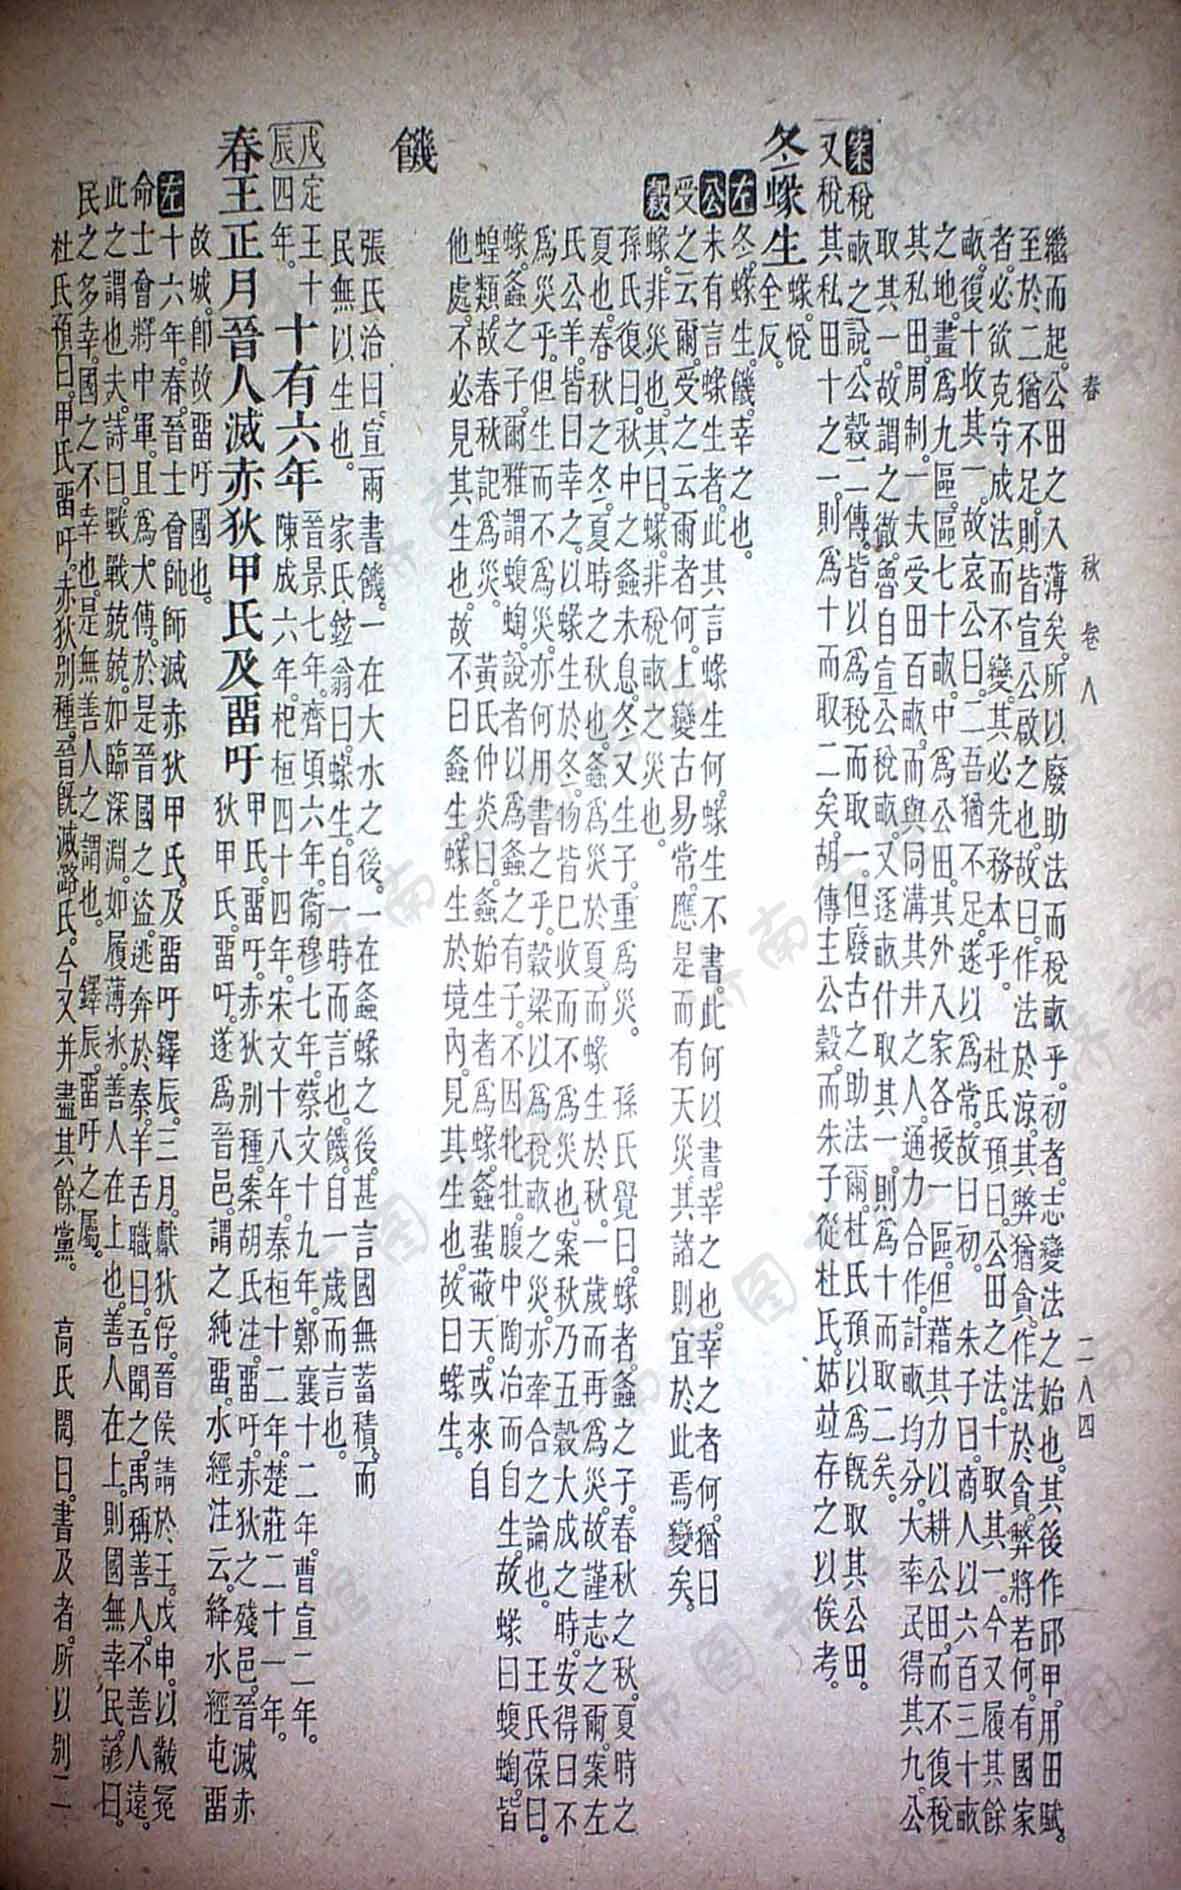 春　秋　卷八　二八四
繼而起。公田之入薄矣。所以廢助法而稅畝乎。初者。志變法之始也。其後作邱甲。用田賦。
至於二猶不足。則皆宣公啟之也。故曰。作法於涼。其弊猶貪。作法於貪。弊將若何。有國家
者。必欲克守成法而不變。其必先務本乎。　杜氏預曰。公田之法。十取其一。今又履其餘
畝。復十收其一。故哀公曰。二吾猶不足。遂以為常。故曰初。　朱子曰。商人以六百三十畝
之地。畫為九區。區七十畝。中為公田。其外八家各授一區。但藉其力以耕公田。而不復稅
其私田。周制。一夫受田百畝。而與同溝其井之人。通力合作。計畝均分。大率民得其九。公
取其一。故謂之徹。魯自宣公稅畝。又逐畝什取其一。則為十而取二矣。
案稅畝之說。公穀二傳。皆以為稅而取一。但廢古之助法爾。杜氏預以為既取其公田。
又稅其私田十之一。則為十而取二矣。胡傳主公穀。而朱子從杜氏。姑竝存之以俟考。
冬蝝生蝝。悅
全反。
左冬。蝝生。饑。幸之也。
公未有言蝝生者。此其言蝝生何。蝝生不書。此何以書。幸之也。幸之者何。猶曰
受之云爾。受之云爾者何。上變古易常。應是而有天災。其諸則宜於此焉變矣。
穀蝝。非災也。其曰蝝。非稅畝之災也。
孫氏復曰。秋中之螽未息。冬又生子。重為災。　孫氏覺曰。蝝者。螽之子。春秋之秋。夏時之
夏也。春秋之冬。夏時之秋也。螽為災於夏。而蝝生於秋。一歲而再為災。故謹志之爾。案左
氏公羊。皆曰幸之。以蝝生於冬。物皆已收而不為災也。案秋乃五穀大成之時。安得曰不
為災乎。但生而不為災。亦何用書之乎。穀梁以為稅畝之災。亦牽合之論也。　王氏葆曰。
蝝。螽之子。爾雅謂蝮蜪。說者以為螽之有子。不因牝牡。腹中陶冶而自生。故蝝曰蝮蜪。皆
蝗類。故春秋記為災。　黃氏仲炎曰。螽始生者為蝝。螽蜚蔽天。或來自
他處。不必見其生也。故不曰螽生。蝝生於境內。見其生也。故曰蝝生。
饑
張氏洽曰。宣兩書饑。一在大水之後。一在螽蝝之後。甚言國無蓄積。而
民無以生也。　家氏鉉翁曰。蝝生。自一時而言也。饑。自一歲而言也。
戊辰定王十四年。十有六年晉景七年。齊頃六年。衞穆七年。蔡文十九年。鄭襄十二年。曹宣二年。
陳成六年。杞桓四十四年。宋文十八年。秦桓十二年。楚莊二十一年。
春王正月晉人滅赤狄甲氏及畱吁甲氏。畱吁。赤狄別種。案胡氏注。畱吁。赤狄之殘邑。晉滅赤
狄甲氏。畱吁。遂為晉邑。謂之純畱。水經注云。絳水經屯畱
故城。卽故畱吁國也。
左十六年。春。晉士會帥師滅赤狄甲氏。及畱吁鐸辰。三月。獻狄俘。晉侯請於王。戊申。以黻冕
命士會將中軍。且為大傅。於是晉國之盜。逃奔於秦。羊舌職曰。吾聞之。禹稱善人。不善人遠。
此之謂也夫。詩曰。戰戰兢兢。如臨深淵。如履薄冰。善人在上也。善人在上。則國無幸民。諺曰。
民之多幸。國之不幸也。是無善人之謂也。　鐸辰。畱吁之屬。
杜氏預曰。甲氏畱吁。赤狄別種。晉既滅潞氏。今又并盡其餘黨。　高氏閌曰。書及者。所以別二